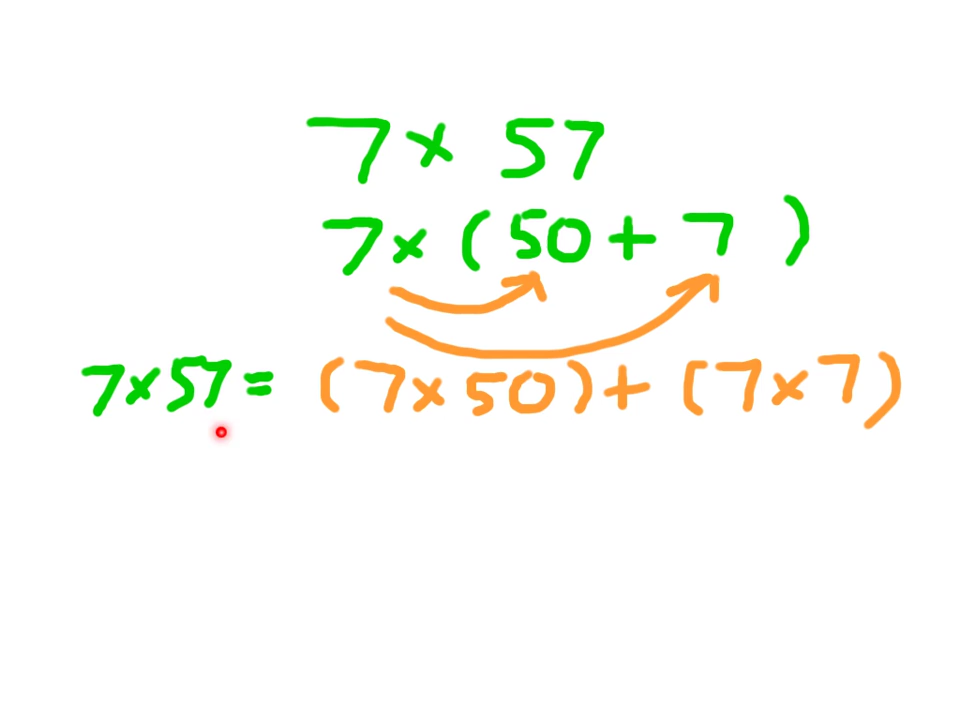 7 × 57
7 × ( 50 + 7 )
7 × 57 = ( 7 × 50 ) + ( 7 × 7 )